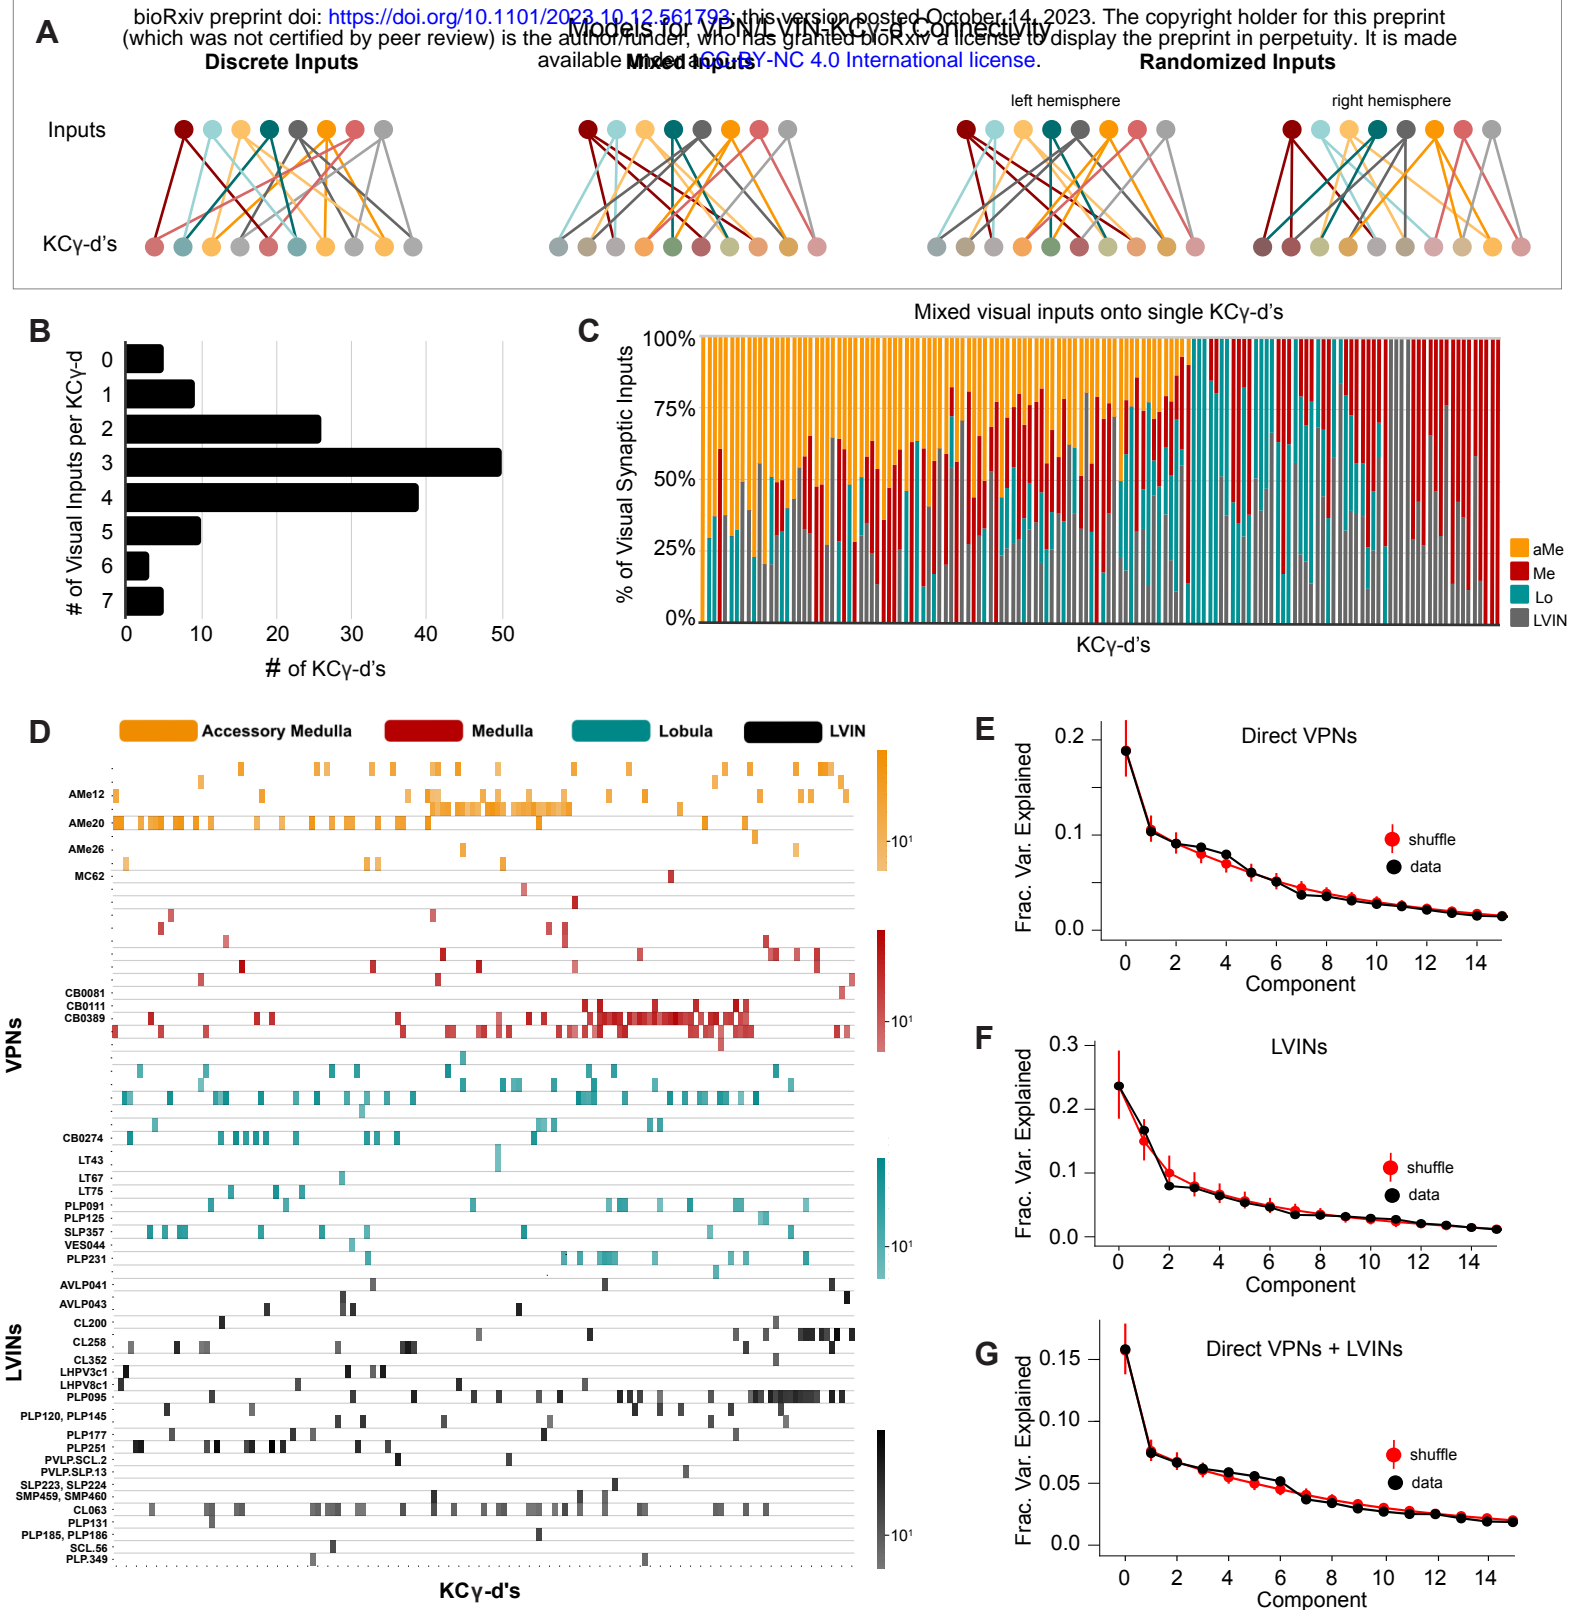 bioRxiv preprint doi: https://doi.org/10.1101/2023.10.12.561793; this version posted October 14, 2023. The copyright holder for this preprint
(which was not certified by peer review) is the author/funder, who has granted bioRxiv a license to display the preprint in perpetuity. It is made
available under aCC-BY-NC 4.0 International license.
A
Models for VPN/LVIN-KCγ-d Connectivity
Discrete Inputs
Mixed Inputs
Randomized Inputs
left hemisphere
right hemisphere
Inputs
KCγ-d's
B
# of Visual Inputs per KCγ-d
0
1
2
3
4
5
6
7
0 10 20 30 40 50
# of KCγ-d's
C
Mixed visual inputs onto single KCγ-d's
% of Visual Synaptic Inputs
100%
75%
50%
25%
0%
KCγ-d's
aMe
Me
Lo
LVIN
D
Accessory Medulla
Medulla
Lobula
LVIN
VPNs
AMe12
AMe20
AMe26
MC62
CB0081
CB0111
CB0389
CB0274
LT43
LT67
LT75
PLP091
PLP125
SLP357
VES044
PLP231
LVINs
AVLP041
AVLP043
CL200
CL258
CL352
LHPV3c1
LHPV8c1
PLP095
PLP120, PLP145
PLP177
PLP251
PVLP.SCL.2
PVLP.SLP.13
SLP223, SLP224
SMP459, SMP460
CL063
PLP131
PLP185, PLP186
SCL.56
PLP.349
KCγ-d's
10¹
10¹
10¹
10¹
E
Direct VPNs
Frac. Var. Explained
0.2
0.1
0.0
shuffle
data
0 2 4 6 8 10 12 14
Component
F
LVINs
Frac. Var. Explained
0.3
0.2
0.1
0.0
shuffle
data
0 2 4 6 8 10 12 14
Component
G
Direct VPNs + LVINs
Frac. Var. Explained
0.15
0.10
0.05
0.0
shuffle
data
0 2 4 6 8 10 12 14
Component